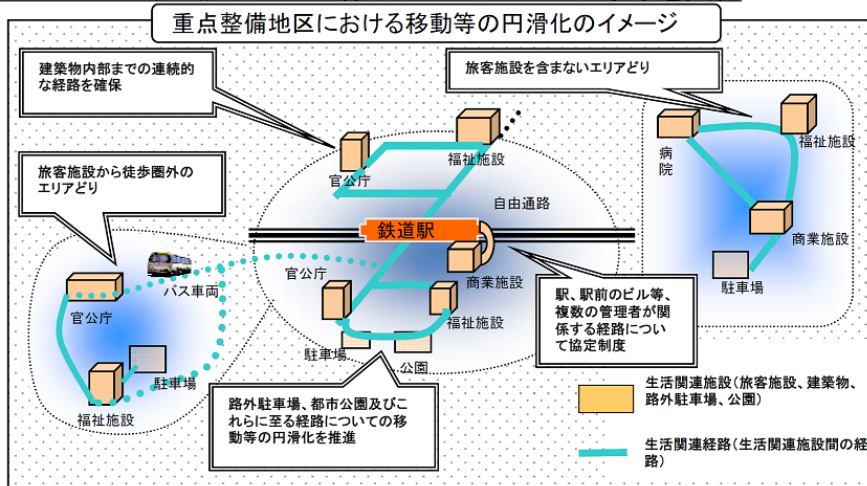 重点整備地区における移動等の円滑化のイメージ
建築物内部までの連続的
な経路を確保
旅客施設を含まないエリアどり
旅客施設から徒歩圏外の
エリアどり
官公庁
福祉施設
自由通路
鉄道駅
商業施設
官公庁
福祉施設
駐車場
公園
病
院
福祉施設
商業施設
駐車場
バス車両
官公庁
駐車場
福祉施設
駅、駅前のビル等、
複数の管理者が関
係する経路につい
て協定制度
路外駐車場、都市公園及びこ
れらに至る経路についての移
動等の円滑化を推進
生活関連施設(旅客施設、建築物、
路外駐車場、公園)
生活関連経路(生活関連施設間の経
路)